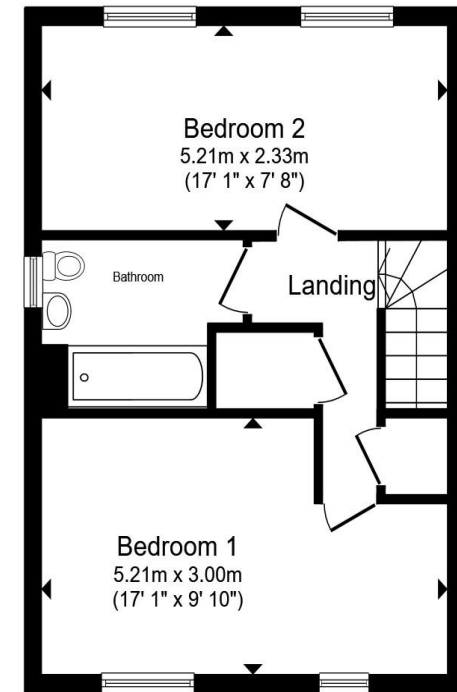 Bedroom 2
5.21m x 2.33m
(17' 1" x 7' 8")
Bathroom
Landing
Bedroom 1
5.21m x 3.00m
(17' 1" x 9' 10")